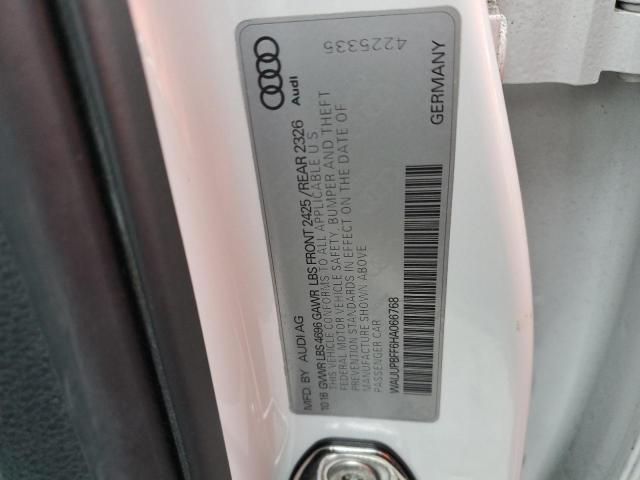 4225335
Audi
GERMANY
MFD. BY AUDI AG
10 16 GVWR LBS 4696 GAWR LBS FRONT 2425 / REAR 2326
THIS VEHICLE CONFORMS TO ALL APPLICABLE U S
FEDERAL MOTOR VEHICLE SAFETY, BUMPER AND THEFT
PREVENTION STANDARDS IN EFFECT ON THE DATE OF
MANUFACTURE SHOWN ABOVE
PASSENGER CAR
WAUUPBFF6HA066768